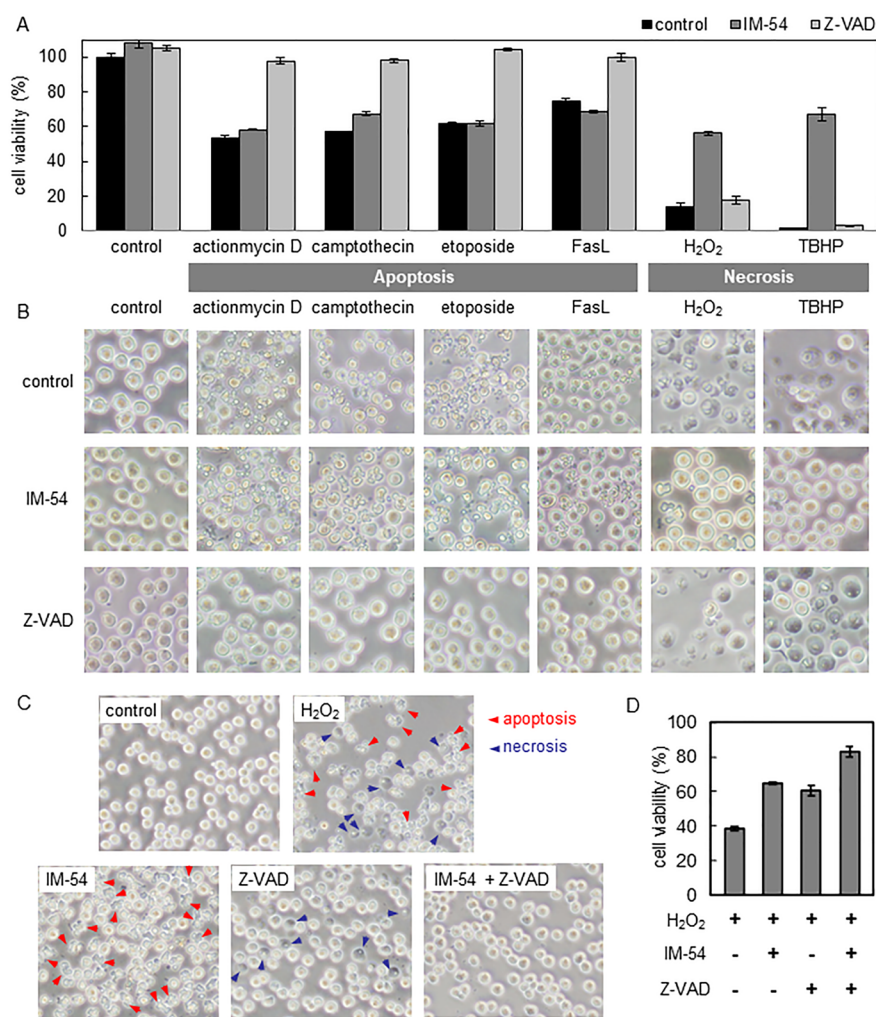 A
control IM-54 Z-VAD
cell viability (%)
100
80
60
40
20
0
control actionmycin D camptothecin etoposide FasL H₂O₂ TBHP
Apoptosis Necrosis
B
control actionmycin D camptothecin etoposide FasL H₂O₂ TBHP
control
IM-54
Z-VAD
C
control
H₂O₂
apoptosis
necrosis
IM-54
Z-VAD
IM-54 + Z-VAD
D
cell viability (%)
100
80
60
40
20
0
H₂O₂ + + + +
IM-54 - + - +
Z-VAD - - + +